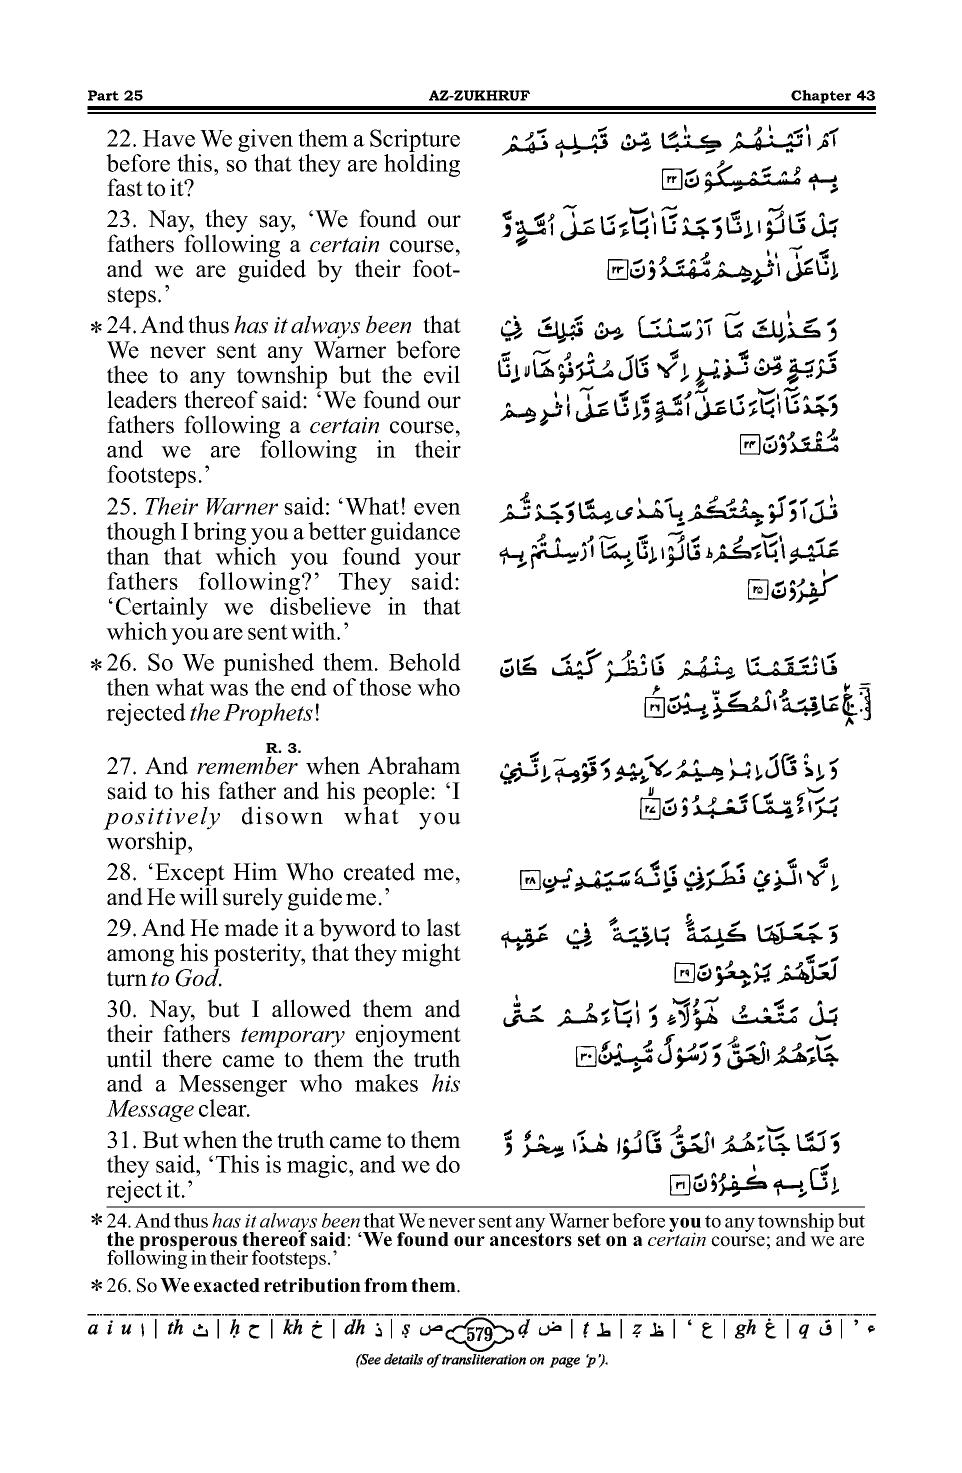 Part 25 AZ-ZUKHRUF Chapter 43
22. Have We given them a Scripture
before this, so that they are holding
fast to it?
اَمْ اٰتَيْنٰهُمْ كِتٰبًا مِّنْ قَبْلِهٖ فَهُمْ
بِهٖ مُسْتَمْسِكُوْنَ ۲۲
23. Nay, they say, ‘We found our
fathers following a certain course,
and we are guided by their foot-
steps.’
بَلْ قَالُوْۤا اِنَّا وَجَدْنَاۤ اٰبَآءَنَا عَلٰۤى اُمَّةٍ وَّ
اِنَّا عَلٰۤى اٰثٰرِهِمْ مُّهْتَدُوْنَ ۲۳
* 24. And thus has it always been that
We never sent any Warner before
thee to any township but the evil
leaders thereof said: ‘We found our
fathers following a certain course,
and we are following in their
footsteps.’
وَ كَذٰلِكَ مَاۤ اَرْسَلْنَا مِنْ قَبْلِكَ فِيْ
قَرْيَةٍ مِّنْ نَّذِيْرٍ اِلَّا قَالَ مُتْرَفُوْهَاۤ ۙ اِنَّا
وَجَدْنَاۤ اٰبَآءَنَا عَلٰۤى اُمَّةٍ وَّ اِنَّا عَلٰۤى اٰثٰرِهِمْ
مُّقْتَدُوْنَ ۲۴
25. Their Warner said: ‘What! even
though I bring you a better guidance
than that which you found your
fathers following?’ They said:
‘Certainly we disbelieve in that
which you are sent with.’
قٰلَ اَوَ لَوْ جِئْتُكُمْ بِاَهْدٰى مِمَّا وَجَدْتُّمْ
عَلَيْهِ اٰبَآءَكُمْ ؕ قَالُوْۤا اِنَّا بِمَاۤ اُرْسِلْتُمْ بِهٖ
كٰفِرُوْنَ ۲۵
* 26. So We punished them. Behold
then what was the end of those who
rejected the Prophets!
فَانْتَقَمْنَا مِنْهُمْ فَانْظُرْ كَيْفَ كَانَ
عَاقِبَةُ الْمُكَذِّبِيْنَ ۲۶
R. 3.
27. And remember when Abraham
said to his father and his people: ‘I
positively disown what you
worship,
وَ اِذْ قَالَ اِبْرٰهِيْمُ لِاَبِيْهِ وَ قَوْمِهٖۤ اِنَّنِيْ
بَرَآءٌ مِّمَّا تَعْبُدُوْنَ ۲۷
28. ‘Except Him Who created me,
and He will surely guide me.’
اِلَّا الَّذِيْ فَطَرَنِيْ فَاِنَّهٗ سَيَهْدِيْنِ ۲۸
29. And He made it a byword to last
among his posterity, that they might
turn to God.
وَ جَعَلَهَا كَلِمَةًۢ بَاقِيَةً فِيْ عَقِبِهٖ
لَعَلَّهُمْ يَرْجِعُوْنَ ۲۹
30. Nay, but I allowed them and
their fathers temporary enjoyment
until there came to them the truth
and a Messenger who makes his
Message clear.
بَلْ مَتَّعْتُ هٰۤؤُلَآءِ وَ اٰبَآءَهُمْ حَتّٰى
جَآءَهُمُ الْحَقُّ وَ رَسُوْلٌ مُّبِيْنٌ ۳۰
31. But when the truth came to them
they said, ‘This is magic, and we do
reject it.’
وَ لَمَّا جَآءَهُمُ الْحَقُّ قَالُوْا هٰذَا سِحْرٌ وَّ
اِنَّا بِهٖ كٰفِرُوْنَ ۳۱
* 24. And thus has it always been that We never sent any Warner before you to any township but
the prosperous thereof said: ‘We found our ancestors set on a certain course; and we are
following in their footsteps.’
* 26. So We exacted retribution from them.
a i u ا | th ث | ḥ ح | kh خ | dh ذ | ṣ ص 579 ḍ ض | ṭ ط | ẓ ظ | ‘ ع | gh غ | q ق | ’ ء
(See details of transliteration on page ‘p’).